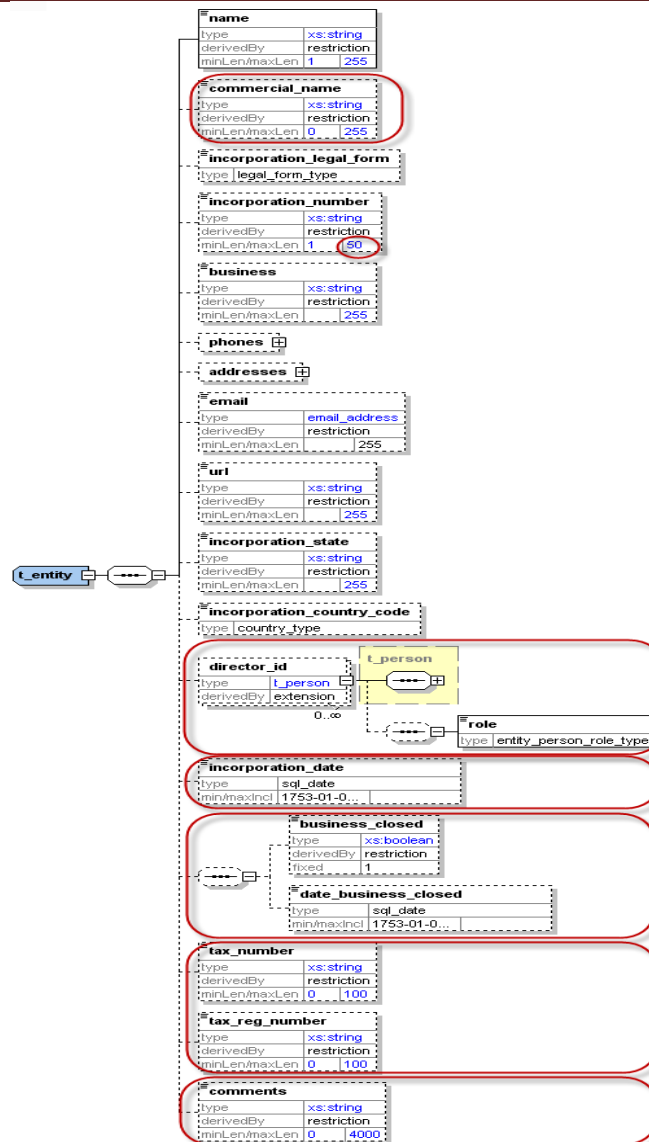 name
type xs:string
derivedBy restriction
minLen/maxLen 1 255
commercial_name
type xs:string
derivedBy restriction
minLen/maxLen 0 255
incorporation_legal_form
type legal_form_type
incorporation_number
type xs:string
derivedBy restriction
minLen/maxLen 1 50
business
type xs:string
derivedBy restriction
minLen/maxLen 255
phones
addresses
email
type email_address
derivedBy restriction
minLen/maxLen 255
url
type xs:string
derivedBy restriction
minLen/maxLen 255
incorporation_state
type xs:string
derivedBy restriction
minLen/maxLen 255
t_entity
incorporation_country_code
type country_type
t_person
director_id
type t_person
derivedBy extension
0..∞
role
type entity_person_role_type
incorporation_date
type sql_date
min/maxIncl 1753-01-0...
business_closed
type xs:boolean
derivedBy restriction
fixed 1
date_business_closed
type sql_date
min/maxIncl 1753-01-0...
tax_number
type xs:string
derivedBy restriction
minLen/maxLen 0 100
tax_reg_number
type xs:string
derivedBy restriction
minLen/maxLen 0 100
comments
type xs:string
derivedBy restriction
minLen/maxLen 0 4000